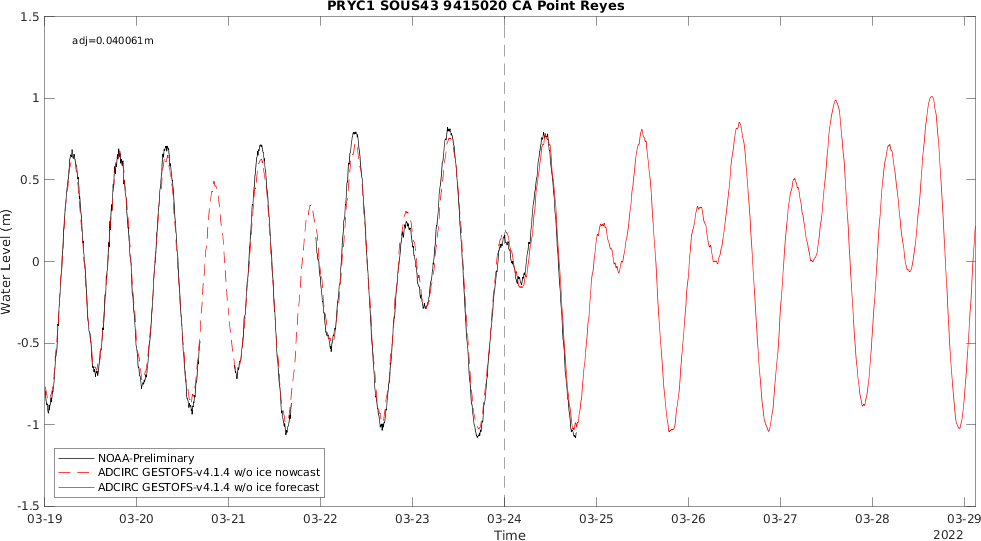 PRYC1 SOUS43 9415020 CA Point Reyes
adj=0.040061m
Water Level (m)
1.5
1
0.5
0
-0.5
-1
-1.5
NOAA-Preliminary
ADCIRC GESTOFS-v4.1.4 w/o ice nowcast
ADCIRC GESTOFS-v4.1.4 w/o ice forecast
03-19 03-20 03-21 03-22 03-23 03-24 03-25 03-26 03-27 03-28 03-29
2022
Time